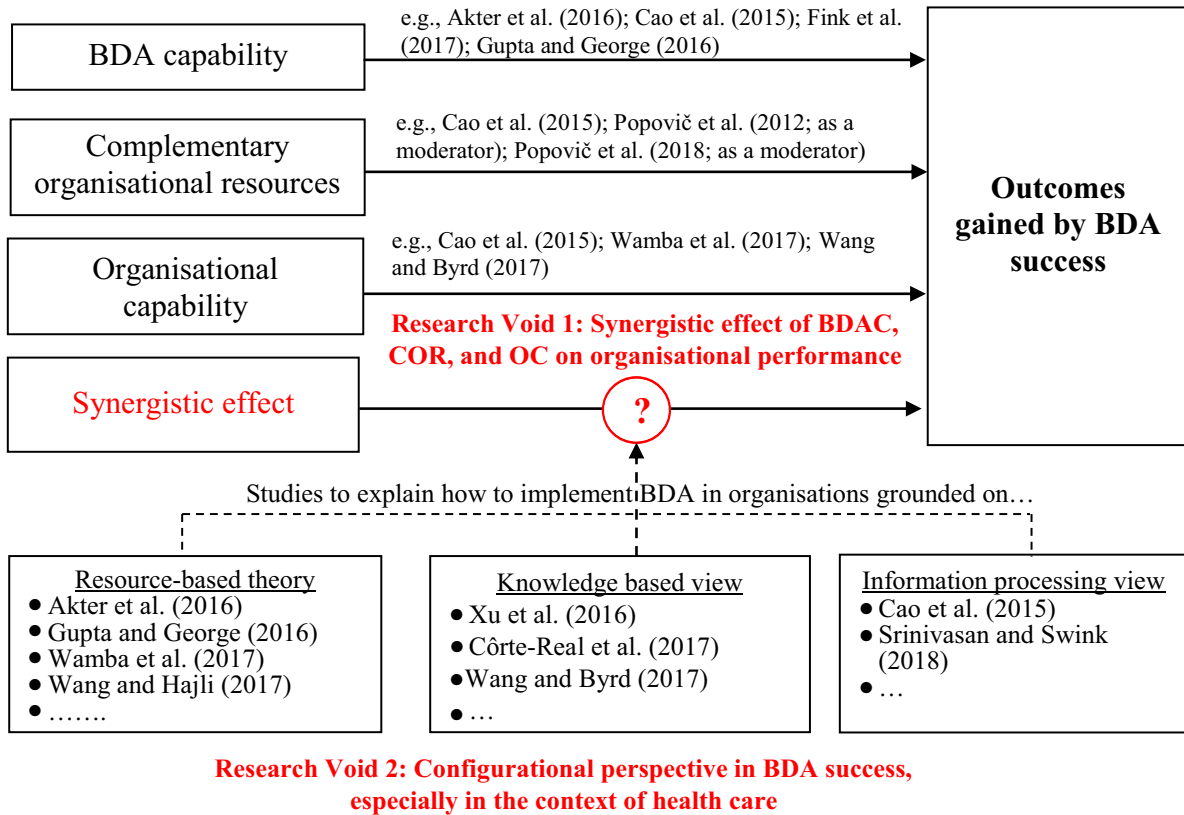 BDA capability
e.g., Akter et al. (2016); Cao et al. (2015); Fink et al.
(2017); Gupta and George (2016)
Complementary
organisational resources
e.g., Cao et al. (2015); Popovič et al. (2012; as a
moderator); Popovič et al. (2018; as a moderator)
Organisational
capability
e.g., Cao et al. (2015); Wamba et al. (2017); Wang
and Byrd (2017)
Outcomes
gained by BDA
success
Research Void 1: Synergistic effect of BDAC,
COR, and OC on organisational performance
Synergistic effect
?
Studies to explain how to implement BDA in organisations grounded on…
Resource-based theory
● Akter et al. (2016)
● Gupta and George (2016)
● Wamba et al. (2017)
● Wang and Hajli (2017)
● …….
Knowledge based view
● Xu et al. (2016)
● Côrte-Real et al. (2017)
● Wang and Byrd (2017)
● …
Information processing view
● Cao et al. (2015)
● Srinivasan and Swink
(2018)
● …
Research Void 2: Configurational perspective in BDA success,
especially in the context of health care